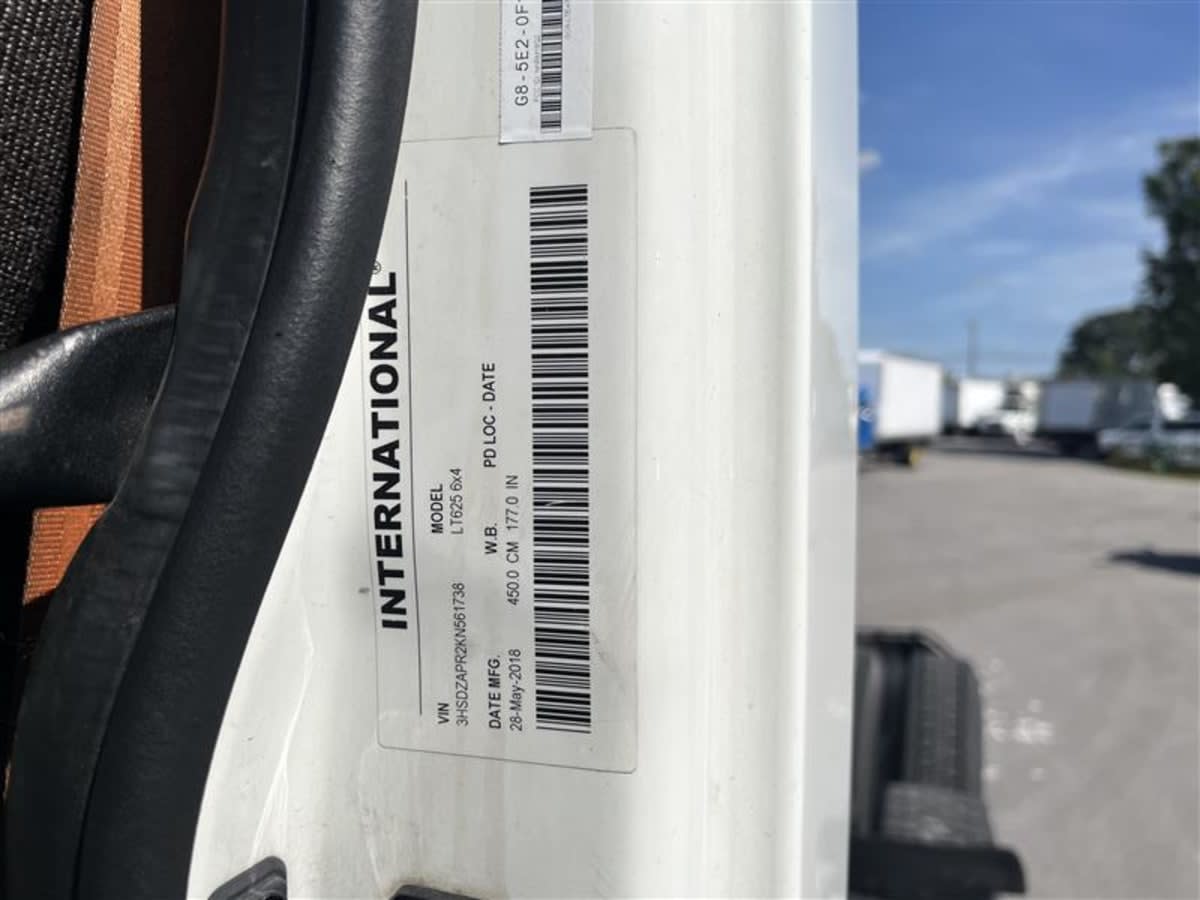 G8-5E2-0F
INTERNATIONAL®
VIN
3HSDZAPR2KN561738
MODEL
LT625 6x4
DATE MFG.
28-May-2018
W.B.
450.0 CM 177.0 IN
PD LOC - DATE